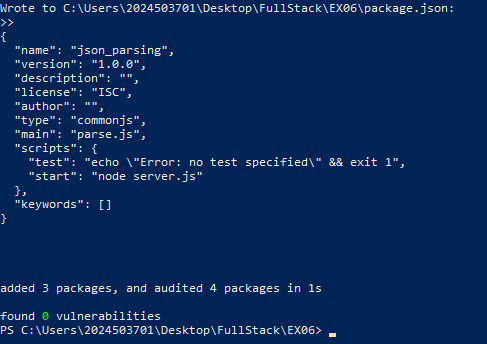 Wrote to C:\Users\2024503701\Desktop\FullStack\EX06\package.json:
>>
{
  "name": "json_parsing",
  "version": "1.0.0",
  "description": "",
  "license": "ISC",
  "author": "",
  "type": "commonjs",
  "main": "parse.js",
  "scripts": {
    "test": "echo \"Error: no test specified\" && exit 1",
    "start": "node server.js"
  },
  "keywords": []
}
added 3 packages, and audited 4 packages in 1s
found 0 vulnerabilities
PS C:\Users\2024503701\Desktop\FullStack\EX06>